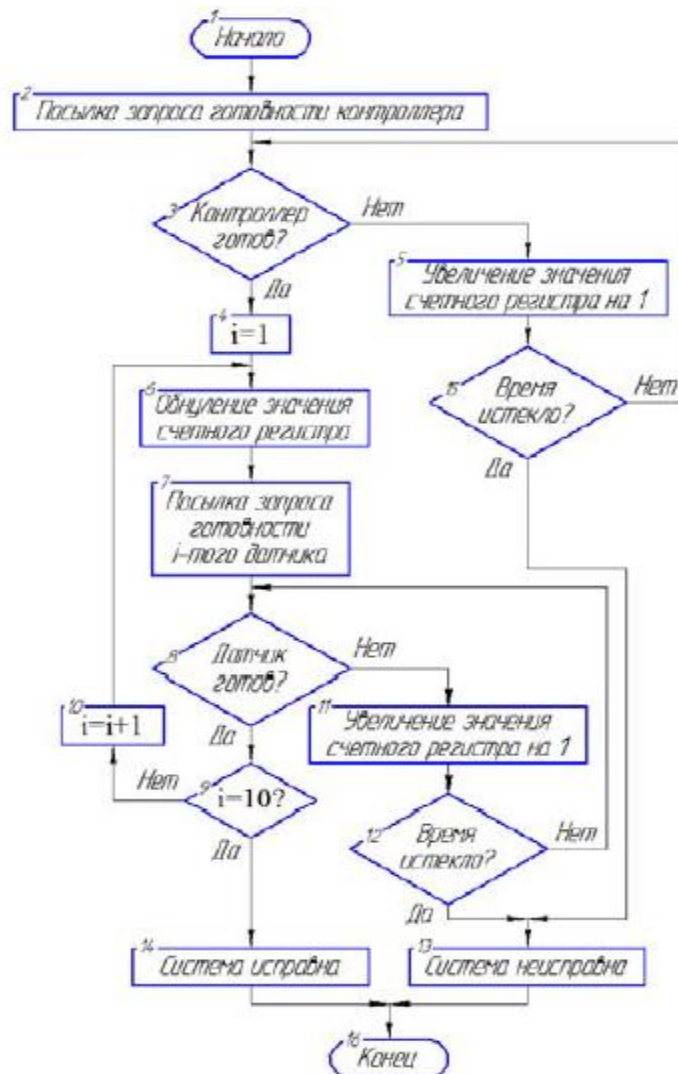 1
Начало
2
Посылка запроса готовности контроллера
3
Контроллер
готов?
Нет
Да
4
i=1
5
Увеличение значения
счетного регистра на 1
15
Время
истекло?
Нет
Да
6
Обнуление значения
счетного регистра
7
Посылка запроса
готовности
i-того датчика
8
Датчик
готов?
Нет
Да
10
i=i+1
11
Увеличение значения
счетного регистра на 1
9
i=10?
Нет
Да
12
Время
истекло?
Нет
Да
14
Система исправна
13
Система неисправна
16
Конец